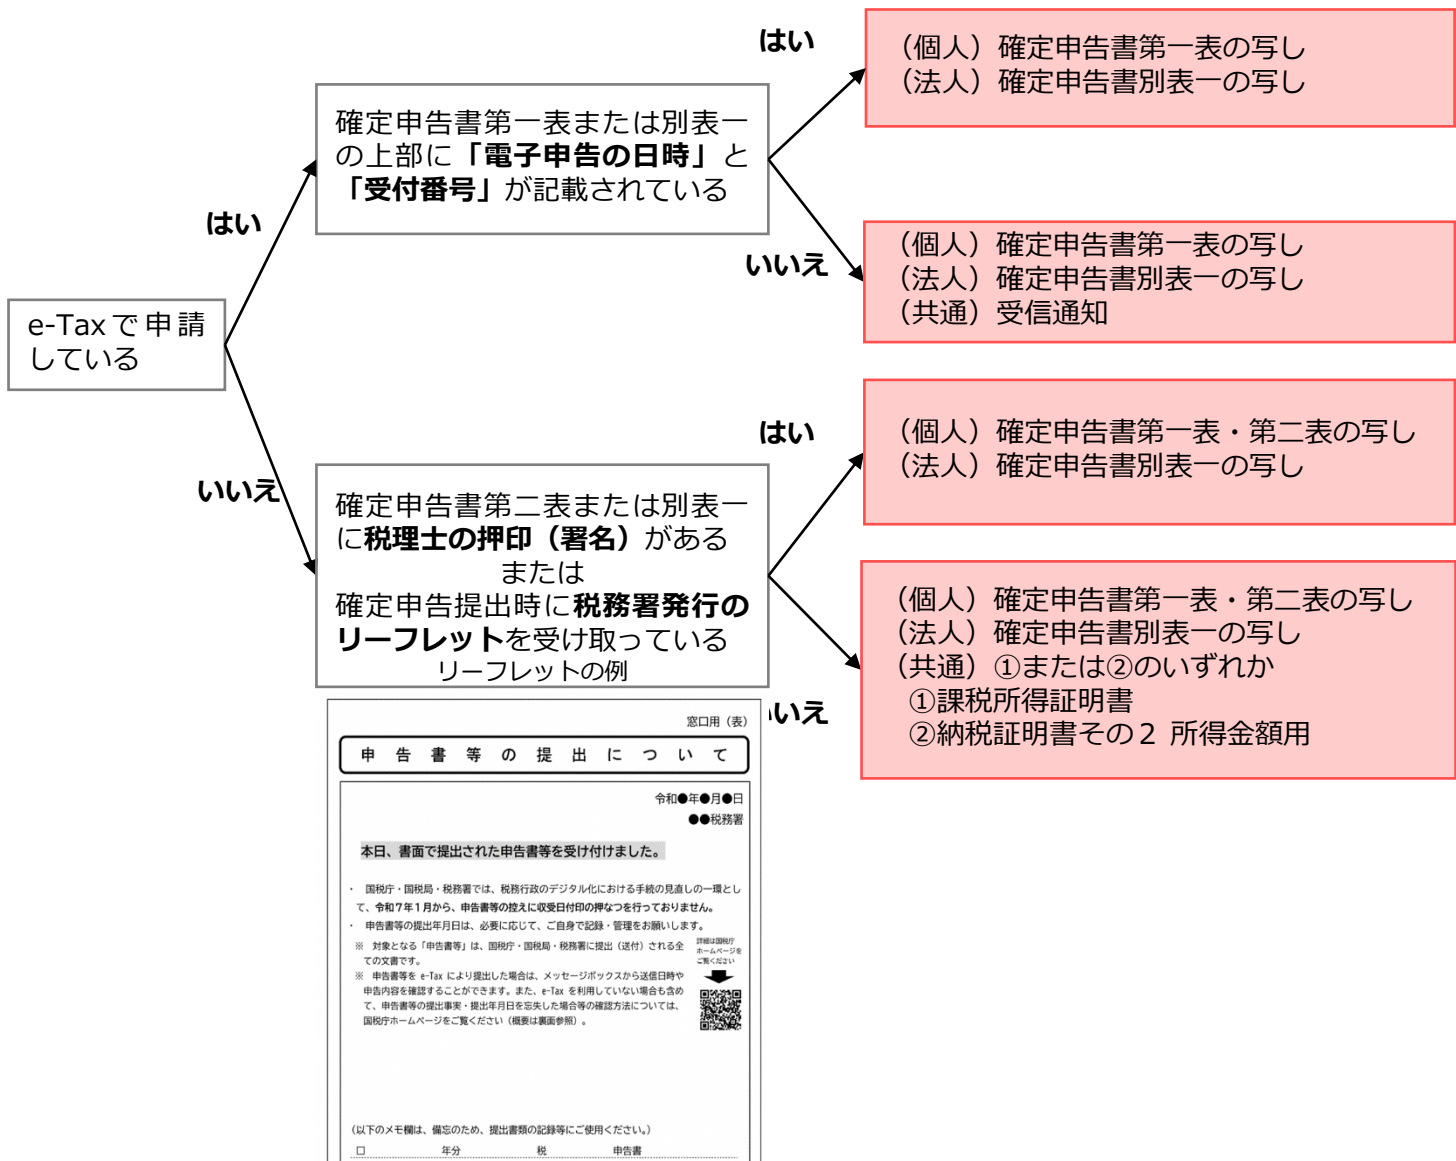 e-Taxで申請
している
はい
いいえ
確定申告書第一表または別表一
の上部に「電子申告の日時」と
「受付番号」が記載されている
はい
いいえ
（個人）確定申告書第一表の写し
（法人）確定申告書別表一の写し
（個人）確定申告書第一表の写し
（法人）確定申告書別表一の写し
（共通）受信通知
確定申告書第二表または別表一
に税理士の押印（署名）がある
または
確定申告提出時に税務署発行の
リーフレットを受け取っている
リーフレットの例
はい
いいえ
（個人）確定申告書第一表・第二表の写し
（法人）確定申告書別表一の写し
（個人）確定申告書第一表・第二表の写し
（法人）確定申告書別表一の写し
（共通）①または②のいずれか
①課税所得証明書
②納税証明書その２ 所得金額用
窓口用（表）
申告書等の提出について
令和●年●月●日
●●税務署
本日、書面で提出された申告書等を受け付けました。
・ 国税庁・国税局・税務署では、税務行政のデジタル化における手続の見直しの一環とし
て、令和７年１月から、申告書等の控えに収受日付印の押なつを行っておりません。
・ 申告書等の提出年月日は、必要に応じて、ご自身で記録・管理をお願いします。
※ 対象となる「申告書等」は、国税庁・国税局・税務署に提出（送付）される全
ての文書です。
※ 申告書等を e-Tax により提出した場合は、メッセージボックスから送信日時や
申告内容を確認することができます。また、e-Tax を利用していない場合も含め
て、申告書等の提出事実・提出年月日を忘失した場合等の確認方法については、
国税庁ホームページをご覧ください（概要は裏面参照）。
詳細は国税庁
ホームページを
ご覧ください
（以下のメモ欄は、備忘のため、提出書類の記録等にご使用ください。）
□ 年分 税 申告書